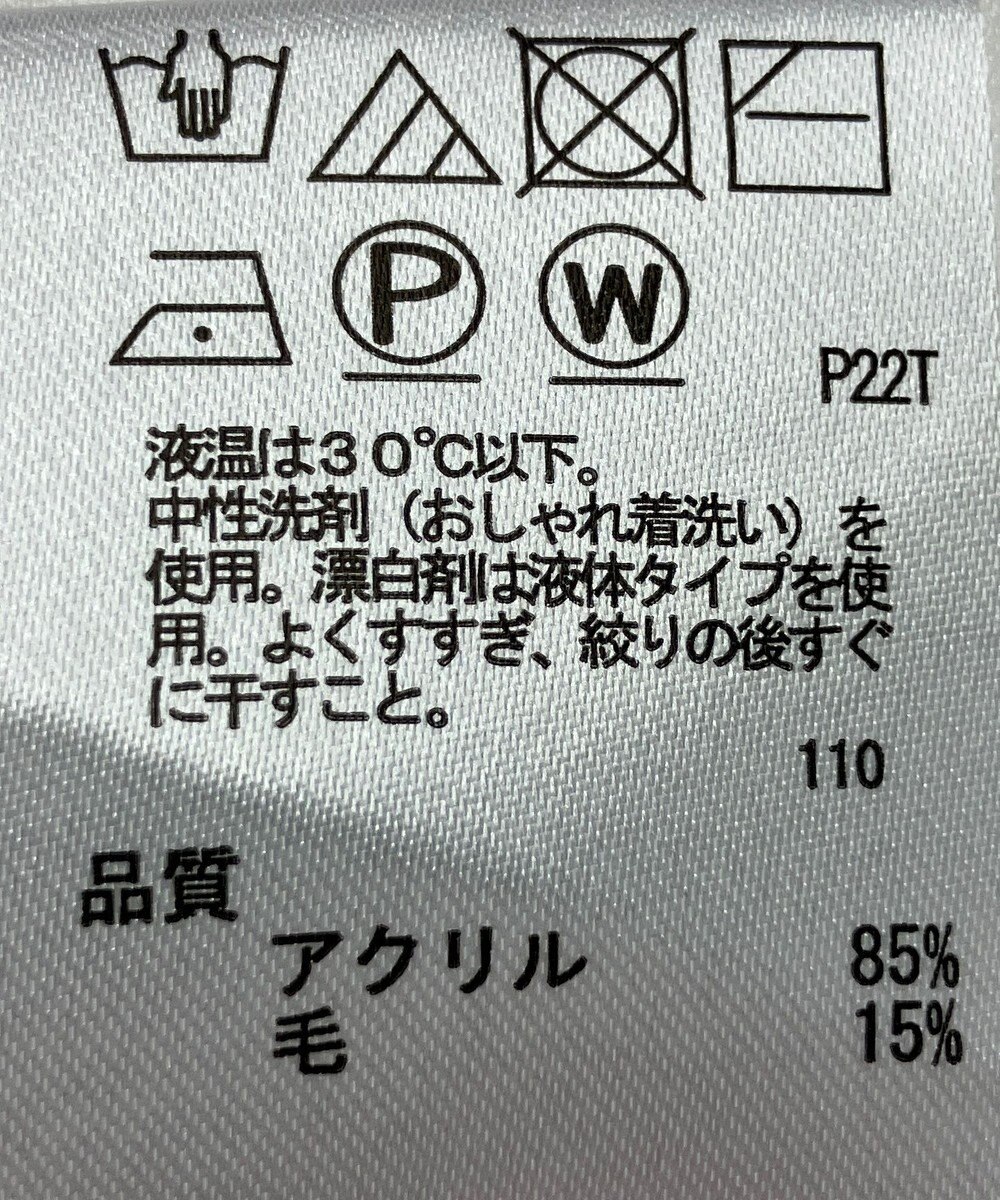 P
W
P22T
液温は30℃以下。
中性洗剤（おしゃれ着洗い）を
使用。漂白剤は液体タイプを使
用。よくすすぎ、絞りの後すぐ
に干すこと。
110
品質
アクリル 85%
毛 15%